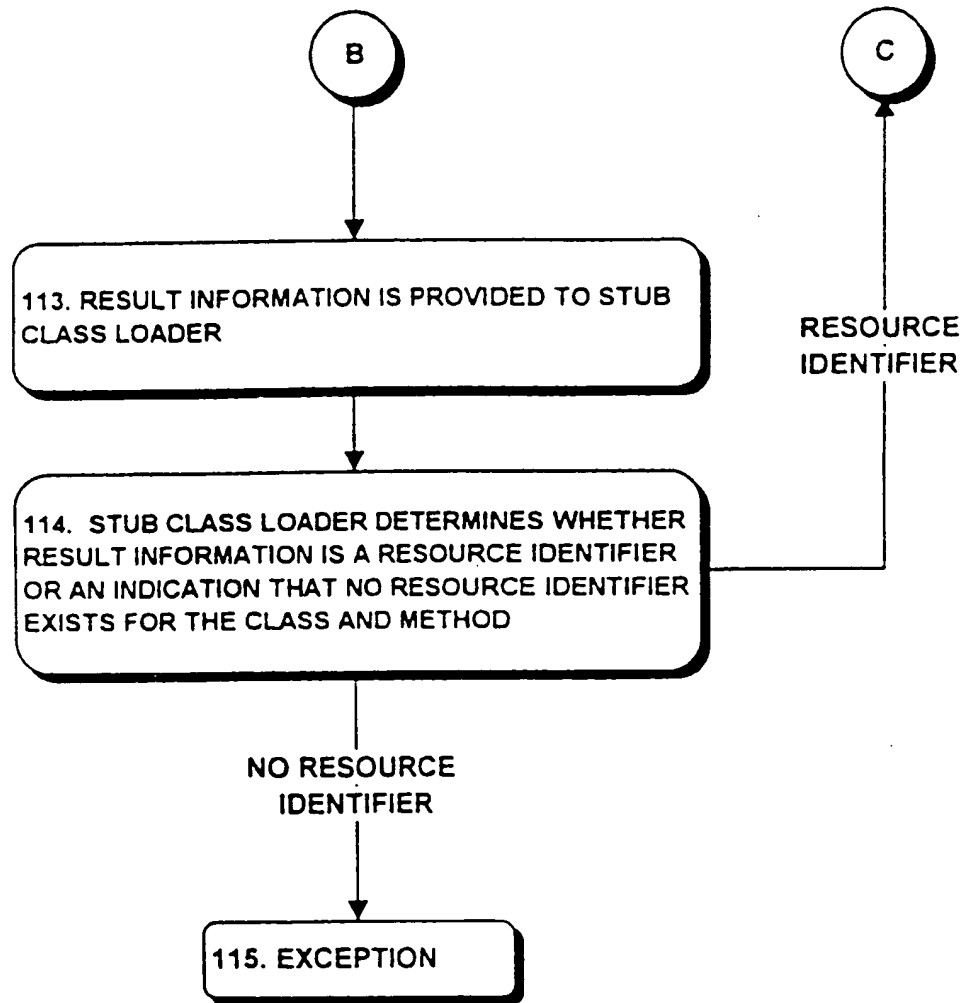 B
C
113. RESULT INFORMATION IS PROVIDED TO STUB
CLASS LOADER
RESOURCE
IDENTIFIER
114. STUB CLASS LOADER DETERMINES WHETHER
RESULT INFORMATION IS A RESOURCE IDENTIFIER
OR AN INDICATION THAT NO RESOURCE IDENTIFIER
EXISTS FOR THE CLASS AND METHOD
NO RESOURCE
IDENTIFIER
115. EXCEPTION